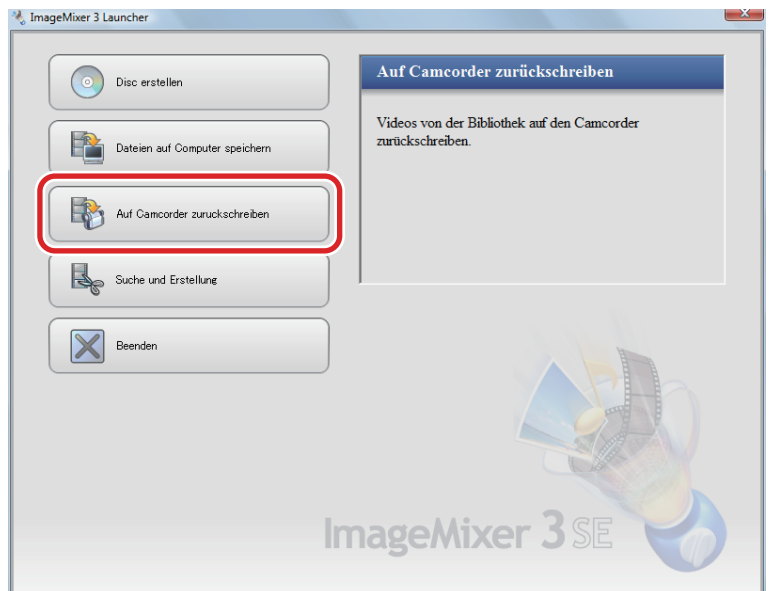 ImageMixer 3 Launcher
Disc erstellen
Dateien auf Computer speichern
Auf Camcorder zuruckschreiben
Suche und Erstellung
Beenden
Auf Camcorder zurückschreiben
Videos von der Bibliothek auf den Camcorder
zurückschreiben.
ImageMixer 3 SE